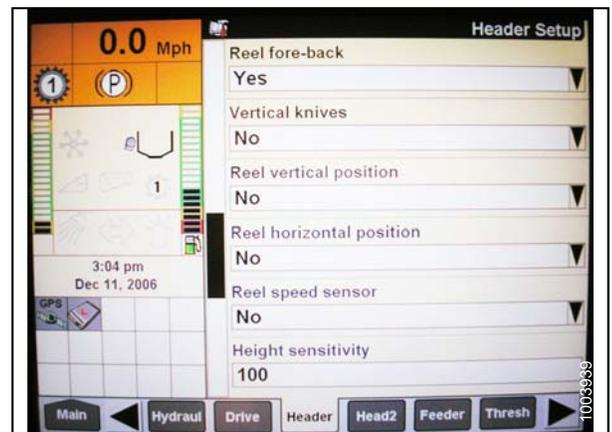 0.0 Mph
1 (P)
1
3:04 pm
Dec 11, 2006
GPS
Header Setup
Reel fore-back
Yes
Vertical knives
No
Reel vertical position
No
Reel horizontal position
No
Reel speed sensor
No
Height sensitivity
100
Main
Hydraul
Drive
Header
Head2
Feeder
Thresh
1003939